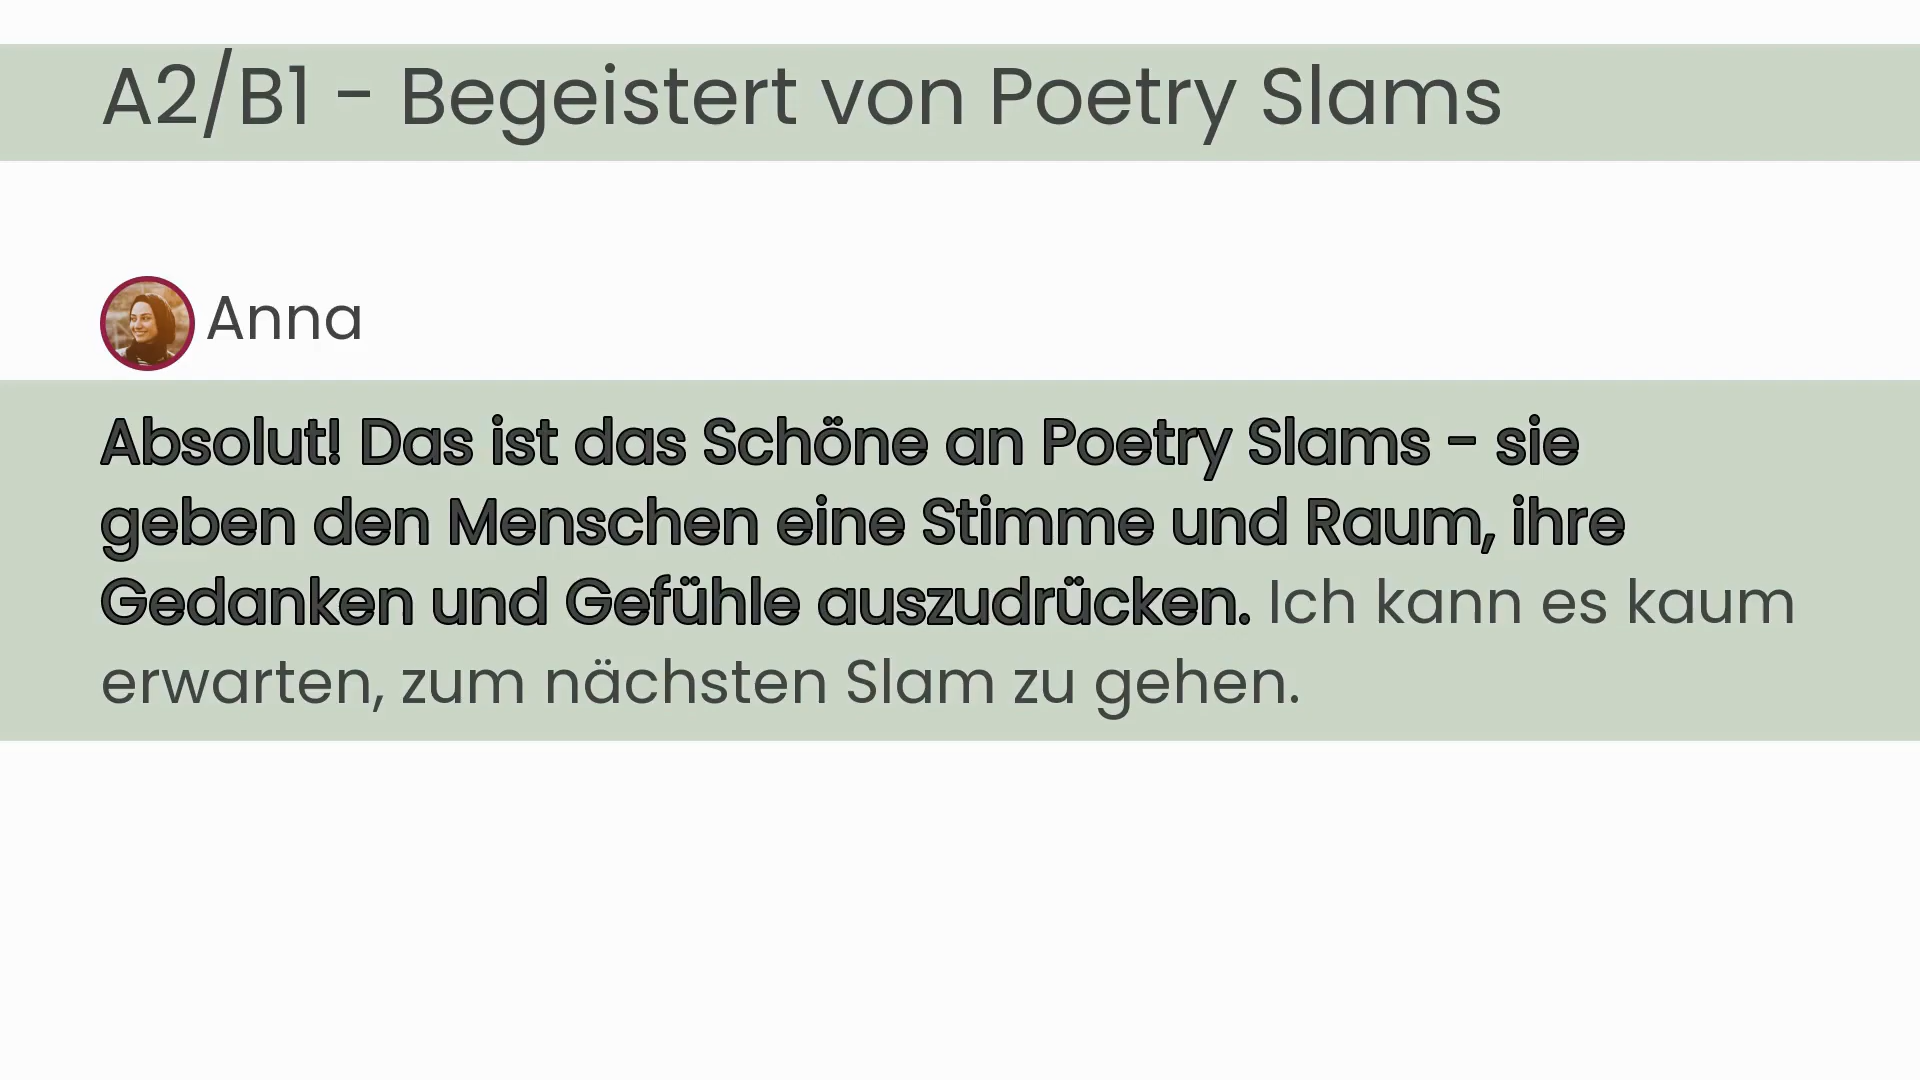 A2/B1 - Begeistert von Poetry Slams
Anna
Absolut! Das ist das Schöne an Poetry Slams - sie
geben den Menschen eine Stimme und Raum, ihre
Gedanken und Gefühle auszudrücken. Ich kann es kaum
erwarten, zum nächsten Slam zu gehen.